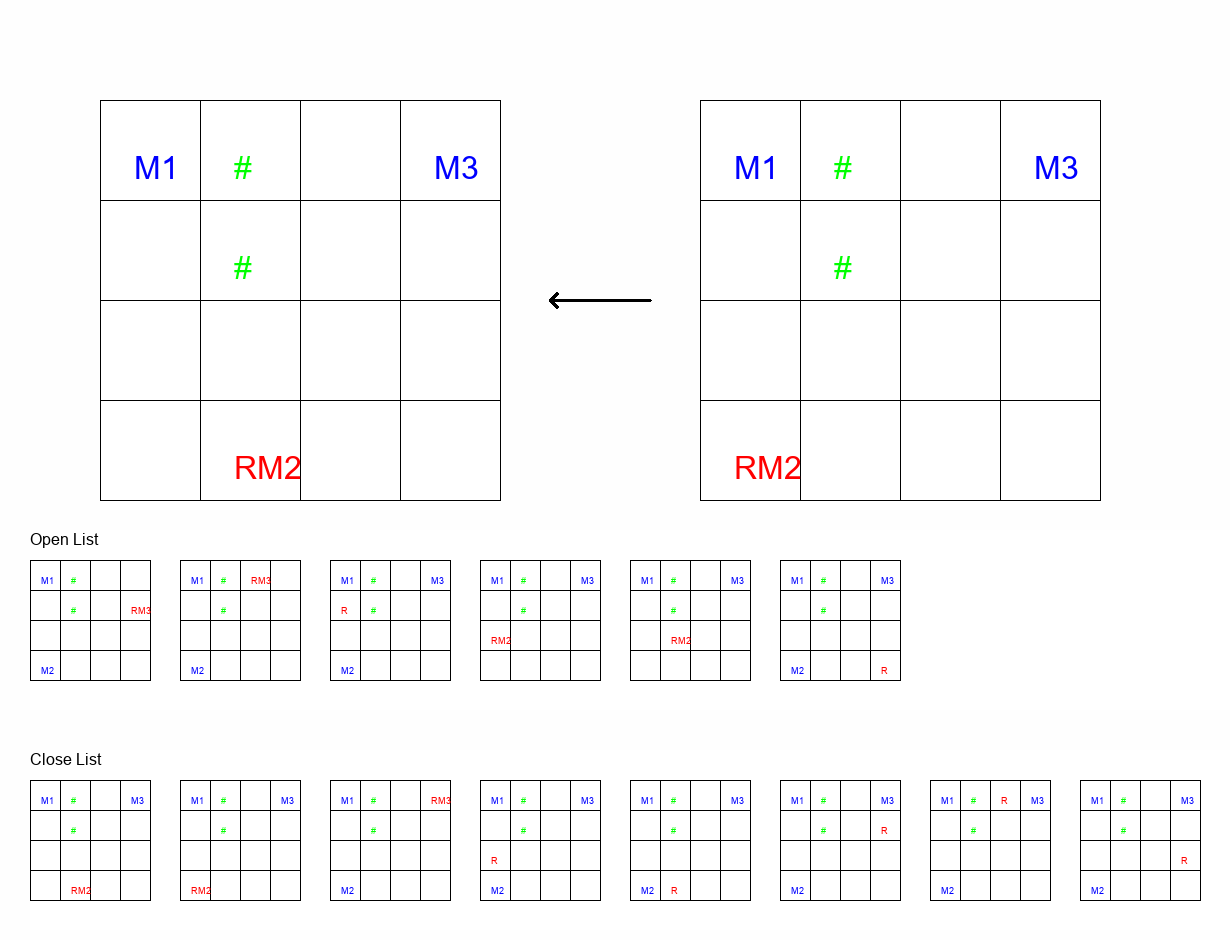 M1 # M3 M1 # M3
# #
RM2 RM2
Open List
M1 # M1 # RM3 M1 # M3 M1 # M3 M1 # M3 M1 # M3
# RM3 # R # # # #
RM2 RM2
M2 M2 M2 M2 R
Close List
M1 # M3 M1 # M3 M1 # RM3 M1 # M3 M1 # M3 M1 # M3 M1 # R M3 M1 # M3
# # # # # # R # #
R R
RM2 RM2 M2 M2 M2 R M2 M2 M2